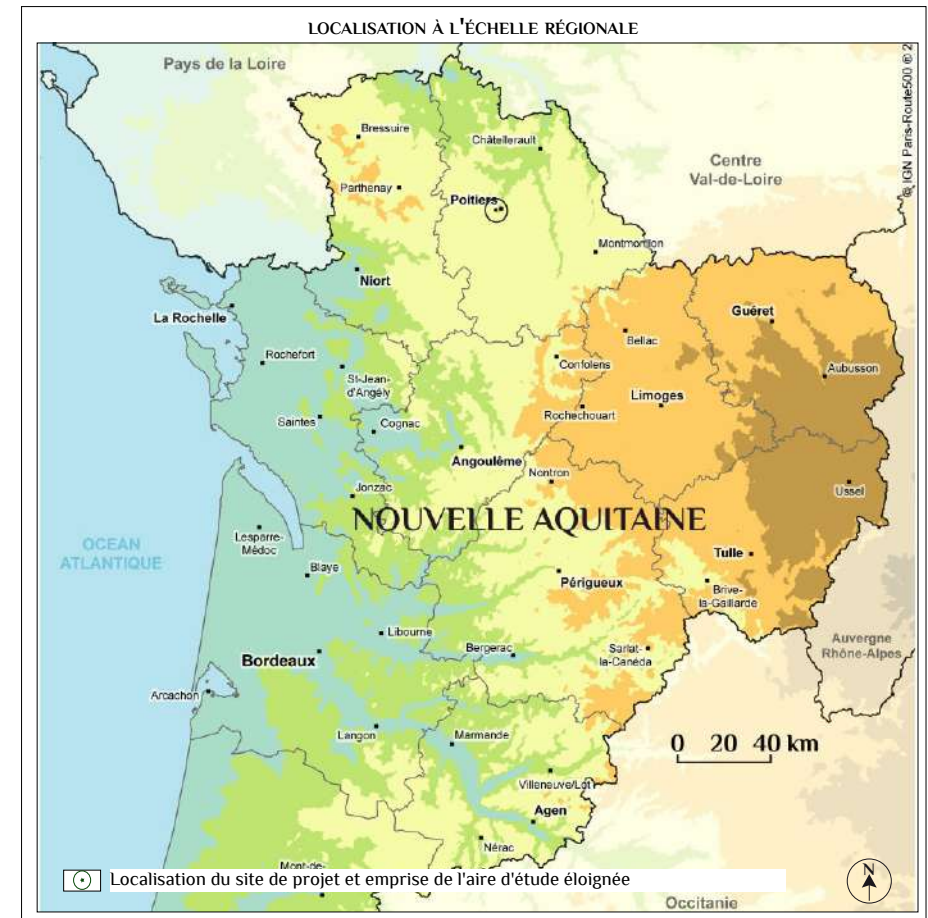 LOCALISATION À L'ÉCHELLE RÉGIONALE
Pays de la Loire
© IGN Paris-Route500 ® 2
Bressuire
Châtellerault
Centre
Val-de-Loire
Parthenay
Poitiers
Montmorillon
Niort
La Rochelle
Guéret
Bellac
Rochefort
Confolens
Aubusson
St-Jean-
d'Angély
Limoges
Saintes
Cognac
Rochechouart
Angoulême
Nontron
Jonzac
Ussel
NOUVELLE AQUITAINE
OCEAN
ATLANTIQUE
Lesparre-
Médoc
Tulle
Blaye
Périgueux
Brive-
la-Gaillarde
Libourne
Bergerac
Sarlat-
la-Canéda
Auvergne
Rhône-Alpes
Bordeaux
Arcachon
Langon
Marmande
0 20 40 km
Villeneuve/Lot
Agen
Nérac
Mont-de-
Localisation du site de projet et emprise de l'aire d'étude éloignée
N
Occitanie